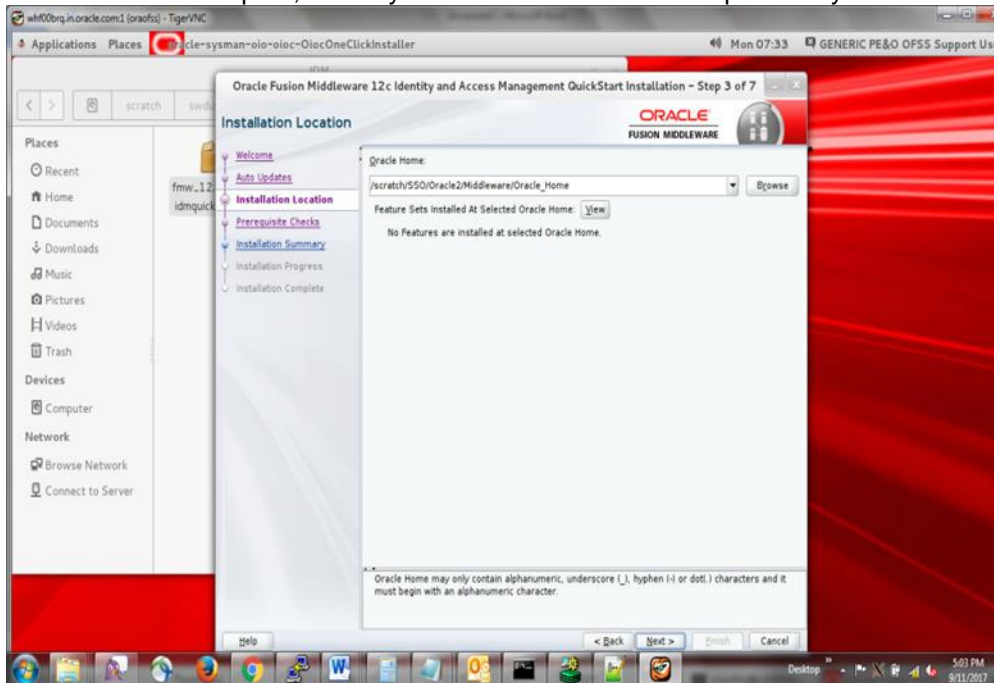 whf00brq.in.oracle.com:1 (oraofss) - TigerVNC
Applications Places
cle-sysman-oio-oioc-OiocOneClickInstaller
Mon 07:33
GENERIC PE&O OFSS Support Us
scratch
Places
Recent
Home
Documents
Downloads
Music
Pictures
Videos
Trash
Devices
Computer
Network
Browse Network
Connect to Server
fmw_12
idmquick
Oracle Fusion Middleware 12c Identity and Access Management QuickStart Installation - Step 3 of 7
Installation Location
ORACLE
FUSION MIDDLEWARE
Welcome
Auto Updates
Installation Location
Prerequisite Checks
Installation Summary
Installation Progress
Installation Complete
Oracle Home:
/scratch/SSO/Oracle2/Middleware/Oracle_Home
Browse
Feature Sets Installed At Selected Oracle Home: View
No Features are installed at selected Oracle Home.
Oracle Home may only contain alphanumeric, underscore (_), hyphen (-) or dot(.) characters and it
must begin with an alphanumeric character.
Help
< Back
Next >
Finish
Cancel
Desktop
5:03 PM
9/11/2017